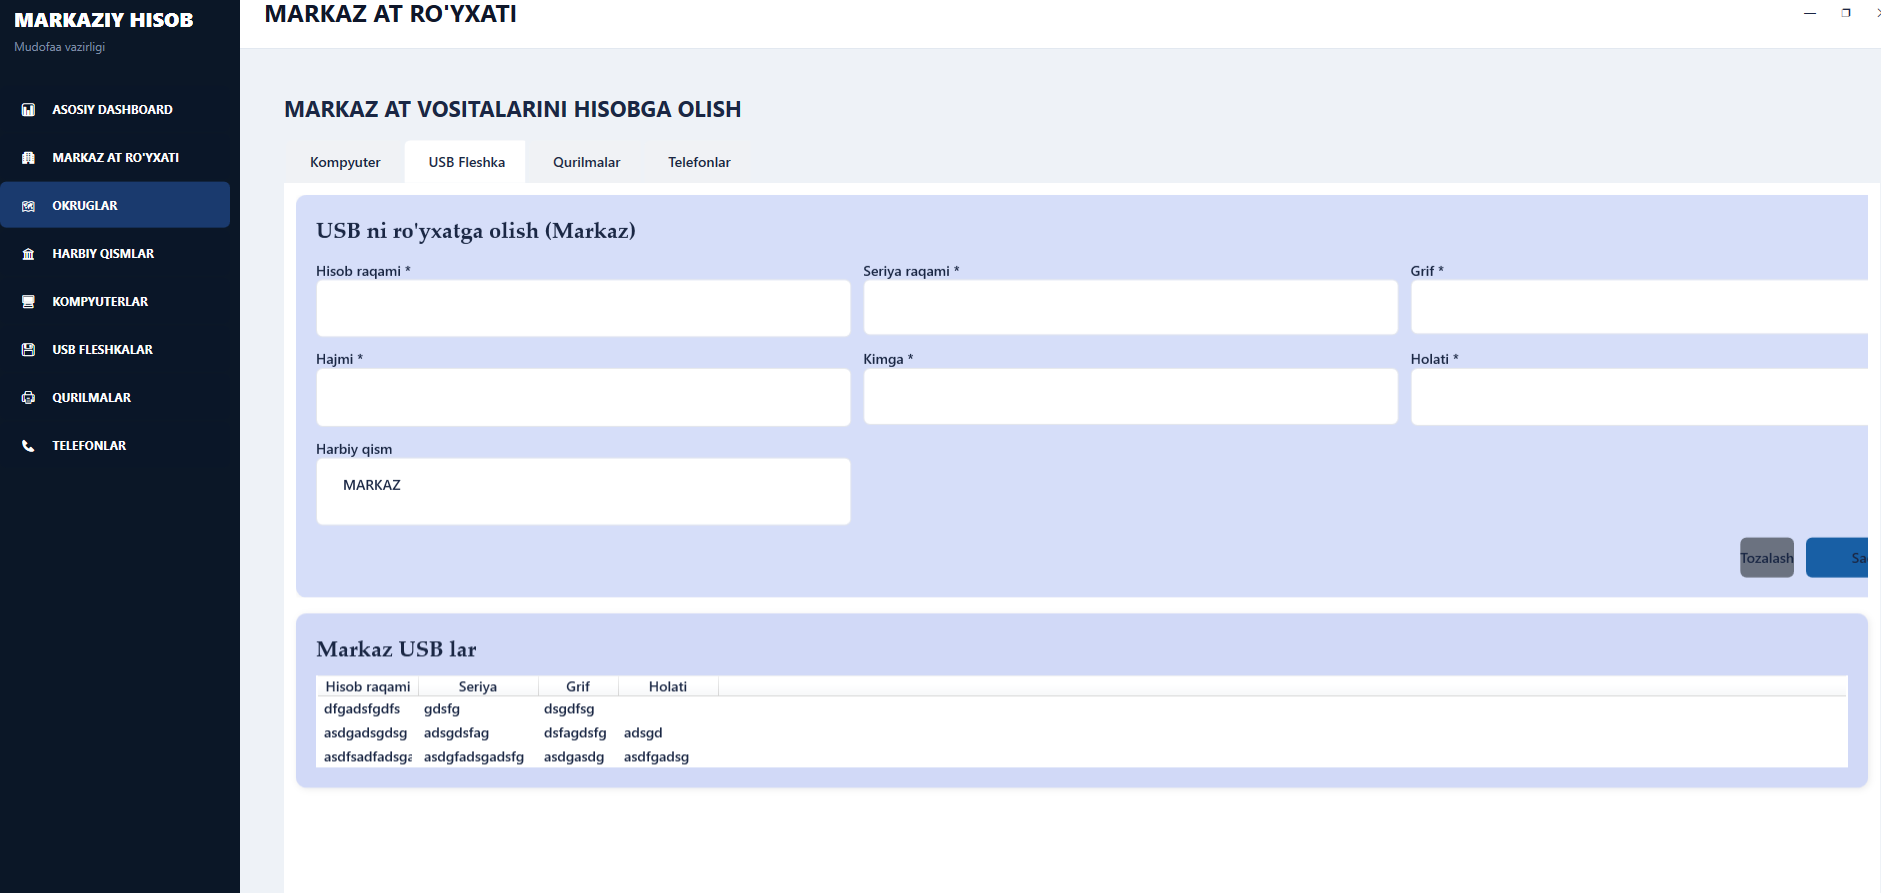 MARKAZIY HISOB
Mudofaa vazirligi
ASOSIY DASHBOARD
MARKAZ AT RO'YXATI
OKRUGLAR
HARBIY QISMLAR
KOMPYUTERLAR
USB FLESHKALAR
QURILMALAR
TELEFONLAR
MARKAZ AT RO'YXATI
MARKAZ AT VOSITALARINI HISOBGA OLISH
Kompyuter USB Fleshka Qurilmalar Telefonlar
USB ni ro'yxatga olish (Markaz)
Hisob raqami * Seriya raqami * Grif *
Hajmi * Kimga * Holati *
Harbiy qism
MARKAZ
Tozalash Sa
Markaz USB lar
Hisob raqami Seriya Grif Holati
dfgadsfgdfs gdsfg dsgdfsg
asdgadsgdsg adsgdsfag dsfagdsfg adsgd
asdfsadfadsga asdgfadsgadsfg asdgasdg asdfgadsg